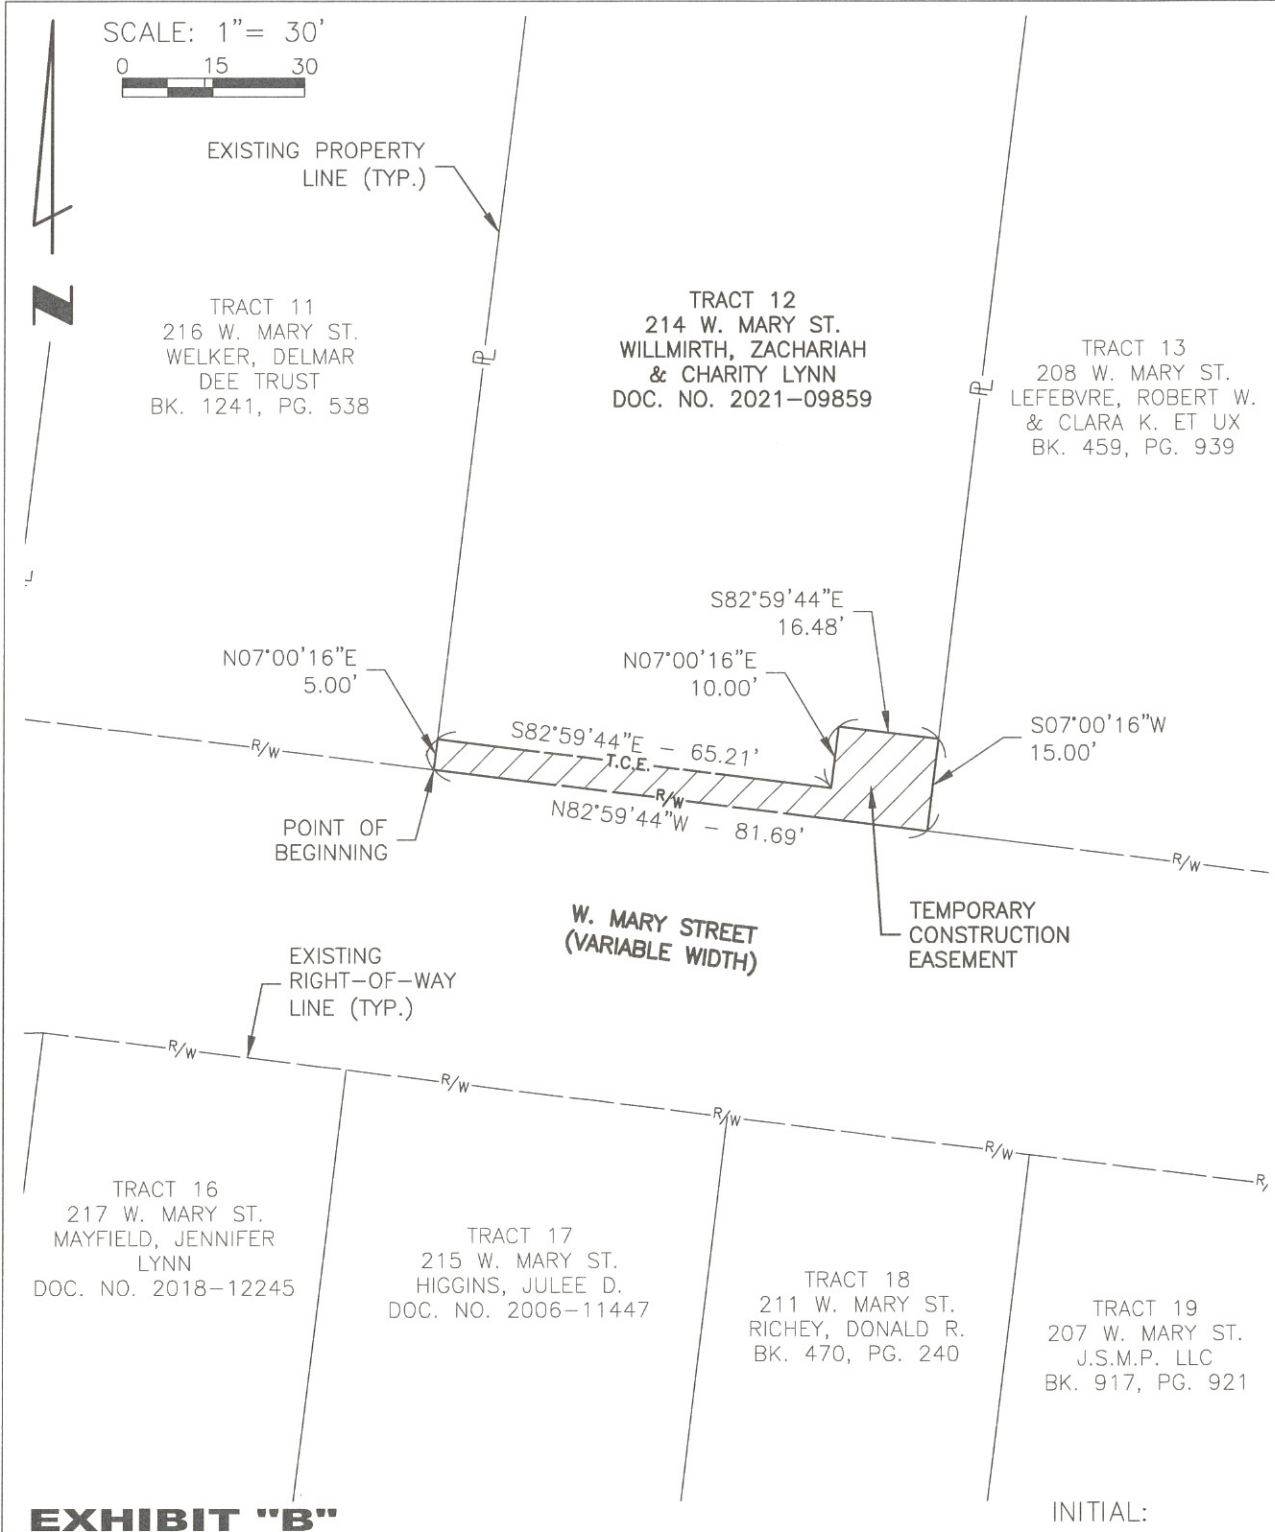 SCALE: 1"= 30'
0 15 30
EXISTING PROPERTY
LINE (TYP.)
N
TRACT 11
216 W. MARY ST.
WELKER, DELMAR
DEE TRUST
BK. 1241, PG. 538
PL
TRACT 12
214 W. MARY ST.
WILLMIRTH, ZACHARIAH
& CHARITY LYNN
DOC. NO. 2021-09859
PL
TRACT 13
208 W. MARY ST.
LEFEBVRE, ROBERT W.
& CLARA K. ET UX
BK. 459, PG. 939
S82°59'44"E
16.48'
N07°00'16"E
5.00'
N07°00'16"E
10.00'
S07°00'16"W
15.00'
R/W
S82°59'44"E - 65.21'
T.C.E.
R/W
N82°59'44"W - 81.69'
POINT OF
BEGINNING
R/W
W. MARY STREET
(VARIABLE WIDTH)
TEMPORARY
CONSTRUCTION
EASEMENT
EXISTING
RIGHT-OF-WAY
LINE (TYP.)
R/W
R/W
R/W
R/W
R/
TRACT 16
217 W. MARY ST.
MAYFIELD, JENNIFER
LYNN
DOC. NO. 2018-12245
TRACT 17
215 W. MARY ST.
HIGGINS, JULEE D.
DOC. NO. 2006-11447
TRACT 18
211 W. MARY ST.
RICHEY, DONALD R.
BK. 470, PG. 240
TRACT 19
207 W. MARY ST.
J.S.M.P. LLC
BK. 917, PG. 921
EXHIBIT "B"
INITIAL: